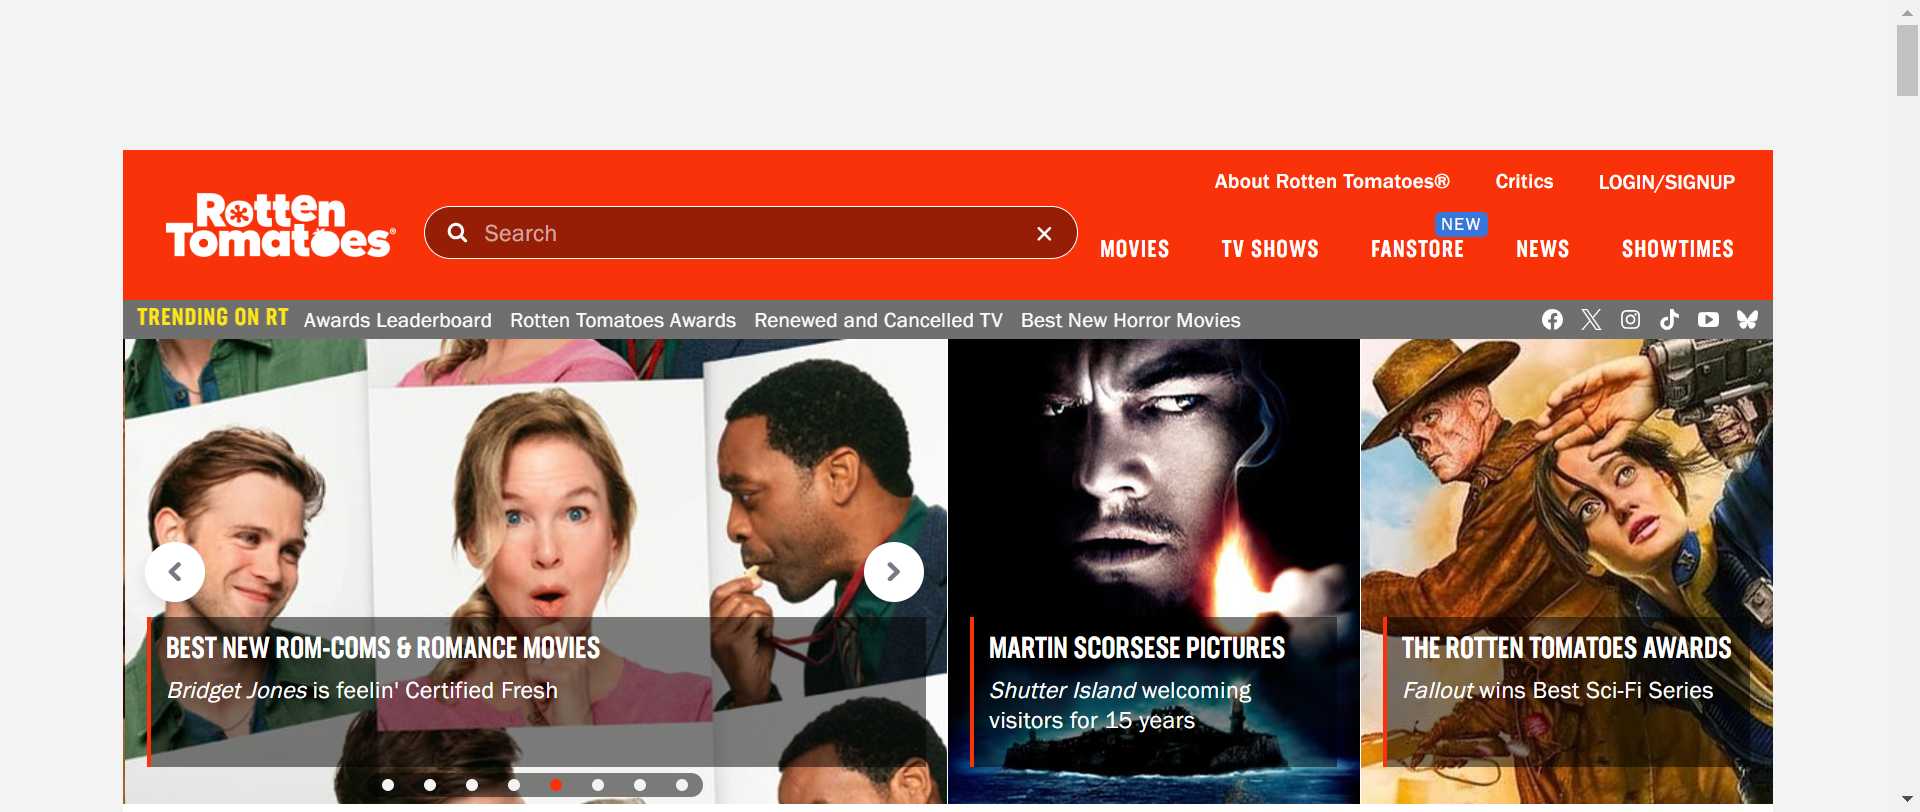 About Rotten Tomatoes® Critics LOGIN/SIGNUP
Rotten
Tomatoes®
Search
NEW
MOVIES TV SHOWS FANSTORE NEWS SHOWTIMES
TRENDING ON RT Awards Leaderboard Rotten Tomatoes Awards Renewed and Cancelled TV Best New Horror Movies
BEST NEW ROM-COMS & ROMANCE MOVIES
Bridget Jones is feelin' Certified Fresh
MARTIN SCORSESE PICTURES
Shutter Island welcoming
visitors for 15 years
THE ROTTEN TOMATOES AWARDS
Fallout wins Best Sci-Fi Series